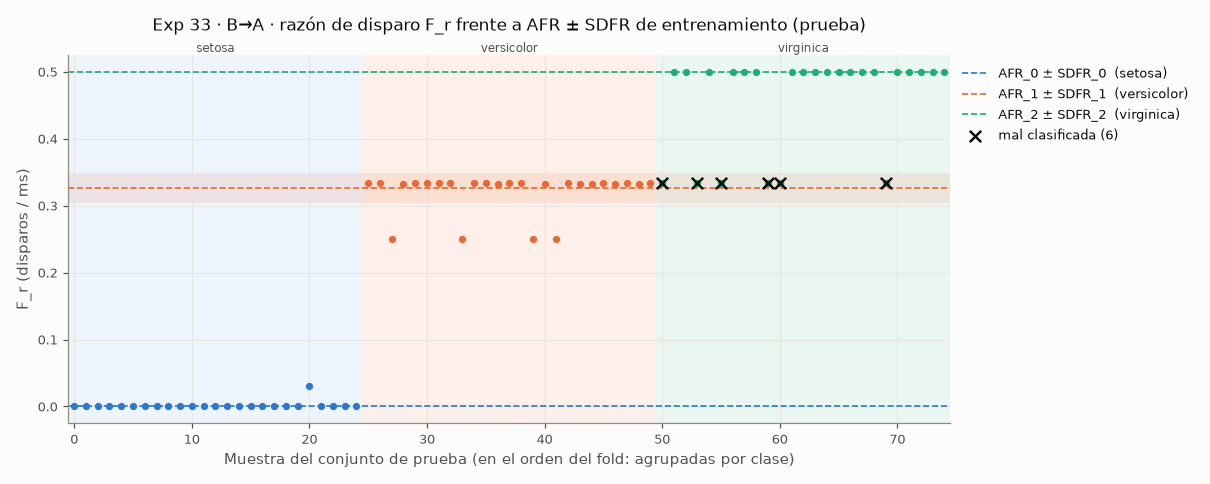 Exp 33 · B→A · razón de disparo F_r frente a AFR ± SDFR de entrenamiento (prueba)
setosa versicolor virginica
0.5
0.4
0.3
0.2
0.1
0.0
F_r (disparos / ms)
0 10 20 30 40 50 60 70
Muestra del conjunto de prueba (en el orden del fold: agrupadas por clase)
AFR_0 ± SDFR_0 (setosa)
AFR_1 ± SDFR_1 (versicolor)
AFR_2 ± SDFR_2 (virginica)
mal clasificada (6)